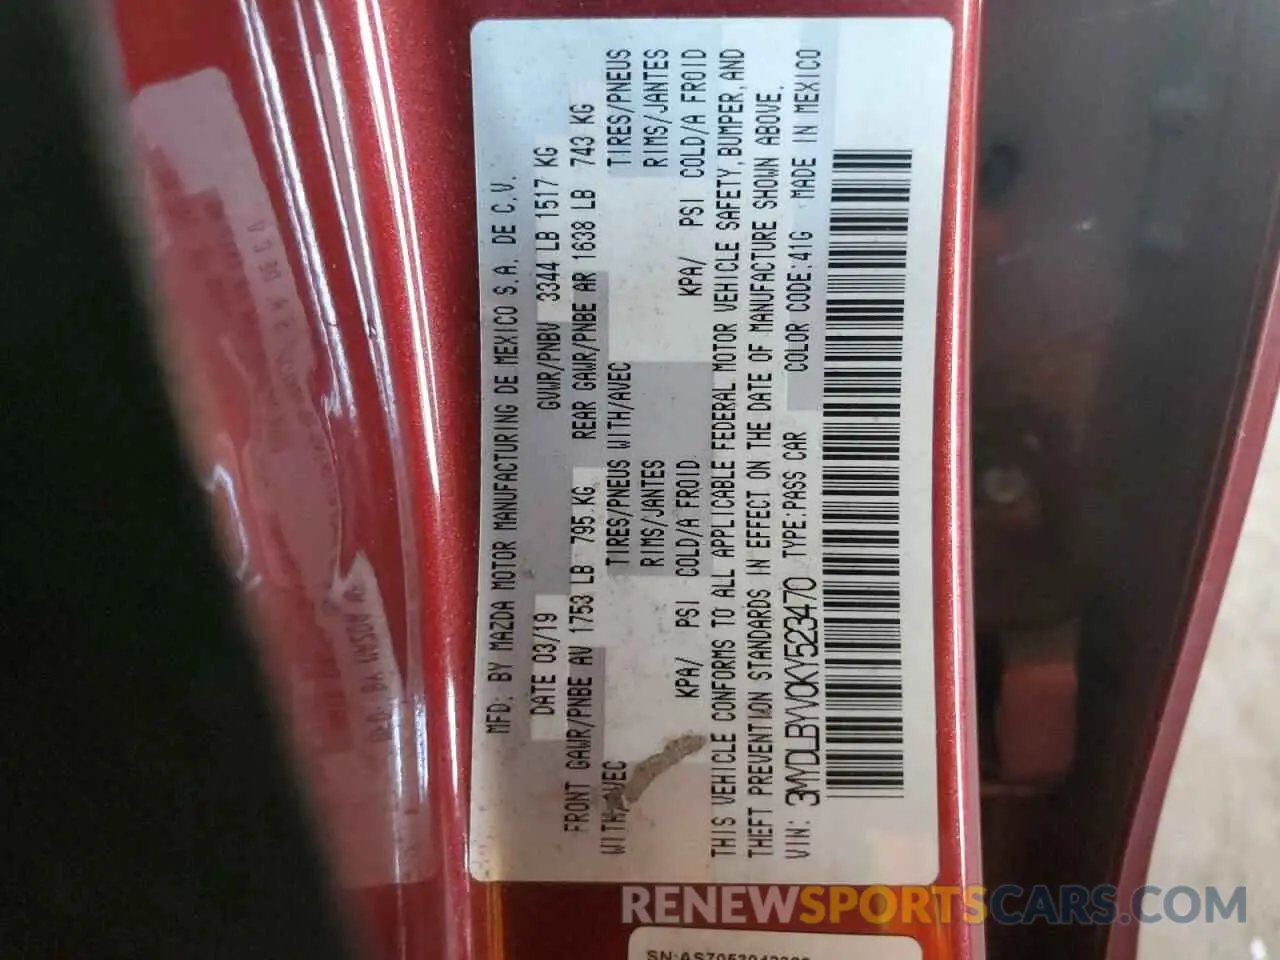 MFD. BY MAZDA MOTOR MANUFACTURING DE MEXICO S.A. DE C.V.
DATE 03/19 GVWR/PNBV 3344 LB 1517 KG
FRONT GAWR/PNBE AV 1753 LB 795 KG REAR GAWR/PNBE AR 1638 LB 743 KG
WITH/AVEC TIRES/PNEUS WITH/AVEC TIRES/PNEUS
RIMS/JANTES RIMS/JANTES
KPA/ PSI COLD/A FROID KPA/ PSI COLD/A FROID
THIS VEHICLE CONFORMS TO ALL APPLICABLE FEDERAL MOTOR VEHICLE SAFETY, BUMPER, AND
THEFT PREVENTION STANDARDS IN EFFECT ON THE DATE OF MANUFACTURE SHOWN ABOVE.
VIN: 3MYDLBYV0KY523470 TYPE:PASS CAR COLOR CODE:41G MADE IN MEXICO
RENEWSPORTSCARS.COM